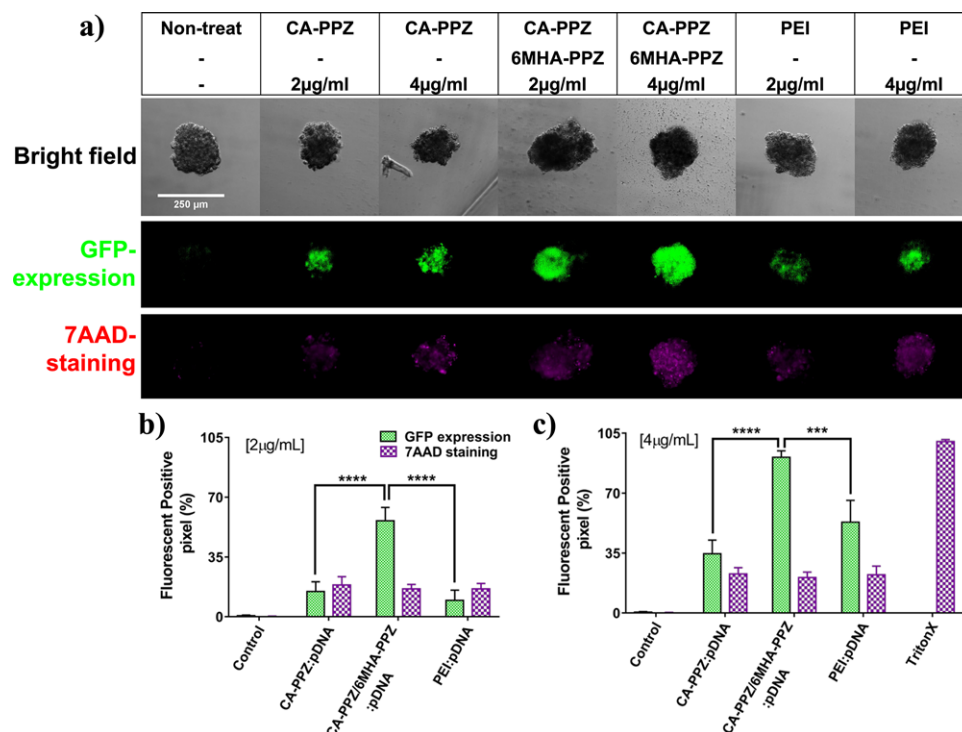 a)
Non-treat CA-PPZ CA-PPZ CA-PPZ CA-PPZ PEI PEI
- - - 6MHA-PPZ 6MHA-PPZ - -
- 2µg/ml 4µg/ml 2µg/ml 4µg/ml 2µg/ml 4µg/ml
Bright field
250 µm
GFP-
expression
7AAD-
staining
b)
[2µg/mL]
GFP expression
7AAD staining
105
70
35
0
Fluorescent Positive
pixel (%)
**** ****
Control
CA-PPZ:pDNA
CA-PPZ/6MHA-PPZ
:pDNA
PEI:pDNA
c)
[4µg/mL]
105
70
35
0
Fluorescent Positive
pixel (%)
**** ***
Control
CA-PPZ:pDNA
CA-PPZ/6MHA-PPZ
:pDNA
PEI:pDNA
TritonX